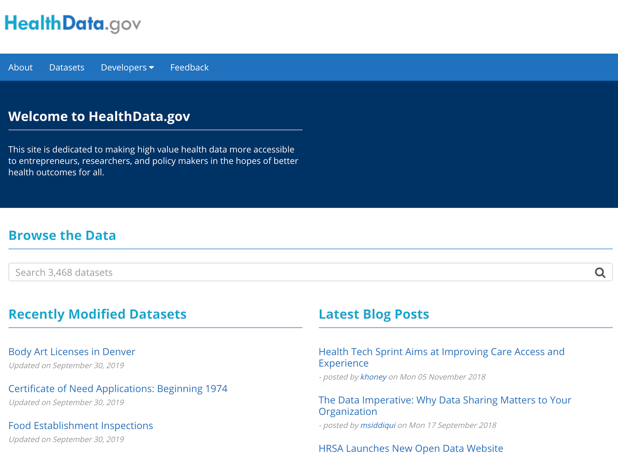 HealthData.gov
About Datasets Developers Feedback
Welcome to HealthData.gov
This site is dedicated to making high value health data more accessible
to entrepreneurs, researchers, and policy makers in the hopes of better
health outcomes for all.
Browse the Data
Search 3,468 datasets
Recently Modified Datasets
Body Art Licenses in Denver
Updated on September 30, 2019
Certificate of Need Applications: Beginning 1974
Updated on September 30, 2019
Food Establishment Inspections
Updated on September 30, 2019
Latest Blog Posts
Health Tech Sprint Aims at Improving Care Access and
Experience
- posted by khaney on Mon 05 November 2018
The Data Imperative: Why Data Sharing Matters to Your
Organization
- posted by msiddiqui on Mon 17 September 2018
HRSA Launches New Open Data Website